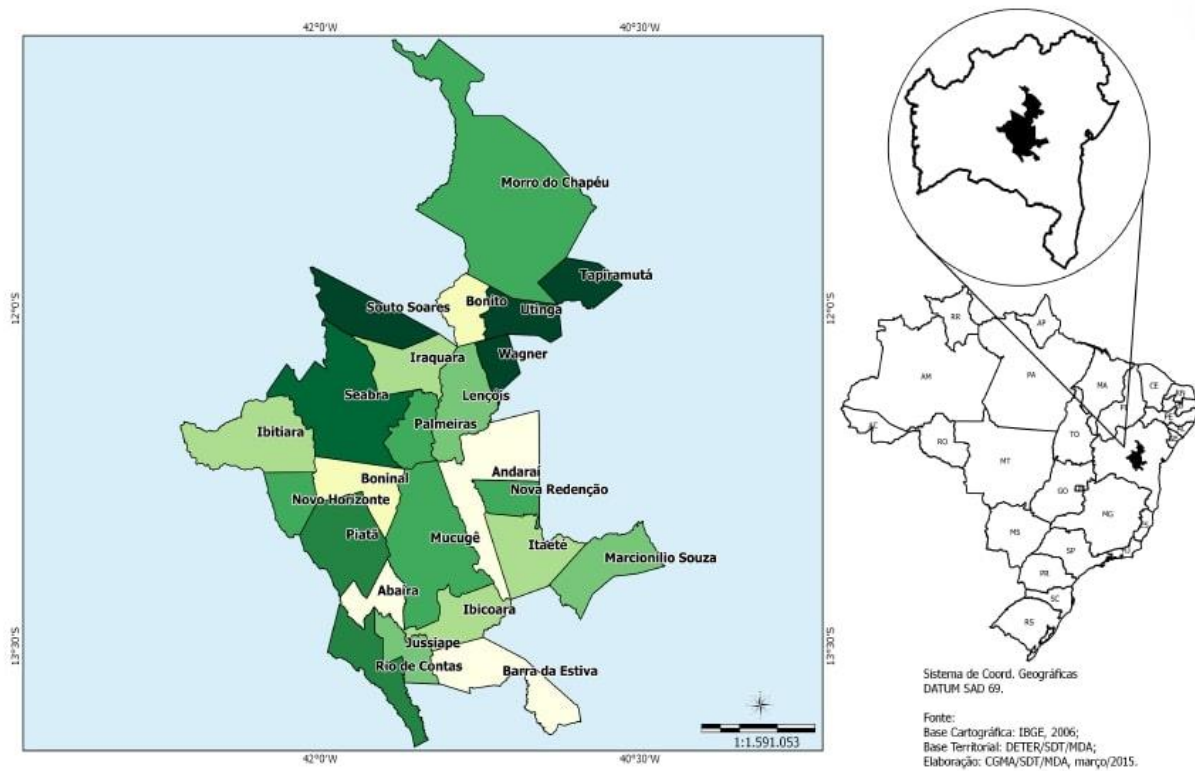 42°0'W
40°30'W
12°0'S
12°0'S
13°30'S
13°30'S
Morro do Chapéu
Tapiramutá
Bonito
Souto Soares
Utinga
Iraquara
Wagner
Seabra
Lençóis
Palmeiras
Ibitiara
Andaraí
Boninal
Nova Redenção
Novo Horizonte
Piatã
Mucugê
Itaetê
Marcionílio Souza
Abaíra
Ibicoara
Jussiape
Rio de Contas
Barra da Estiva
1:1.591.053
42°0'W
40°30'W
RR
AP
AM
PA
MA
CE
RN
PI
AC
TO
RO
MT
GO
MG
MS
SP
PR
SC
RS
Sistema de Coord. Geográficas
DATUM SAD 69.
Fonte:
Base Cartográfica: IBGE, 2006;
Base Territorial: DETER/SDT/MDA;
Elaboração: CGMA/SDT/MDA, março/2015.